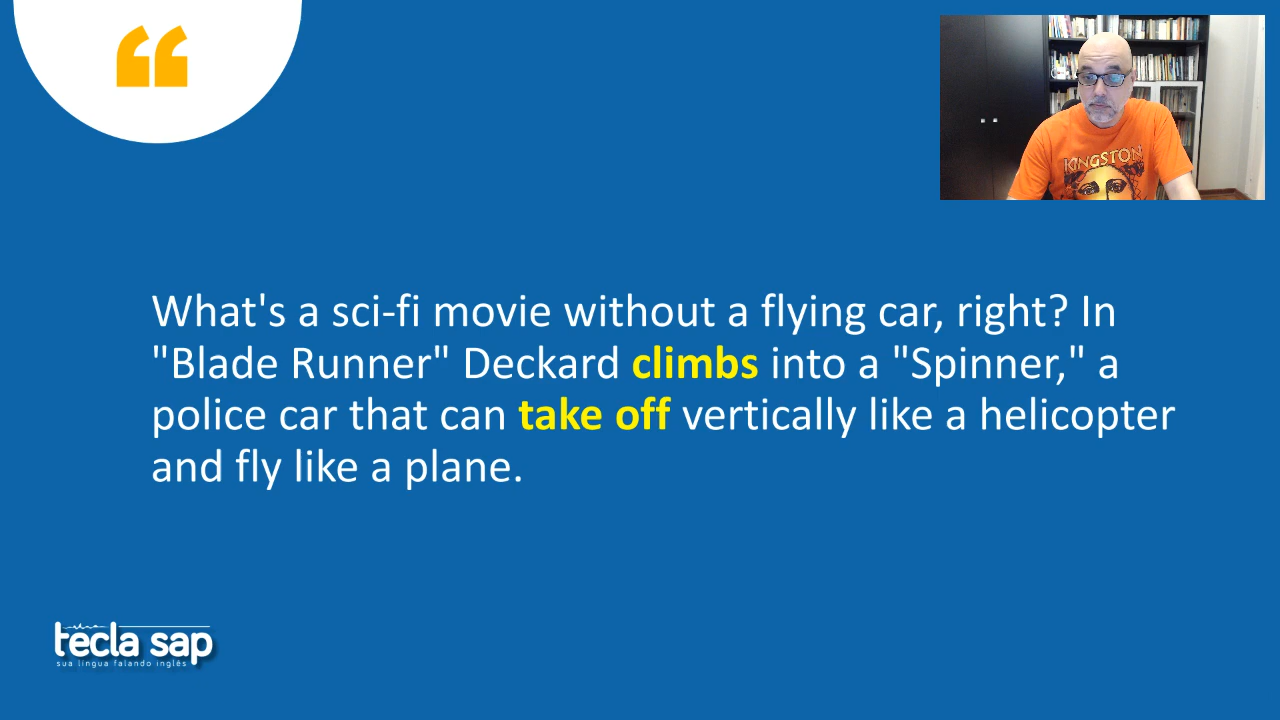 “
KINGSTON
What's a sci-fi movie without a flying car, right? In
"Blade Runner" Deckard climbs into a "Spinner," a
police car that can take off vertically like a helicopter
and fly like a plane.
tecla sap
sua língua falando inglês